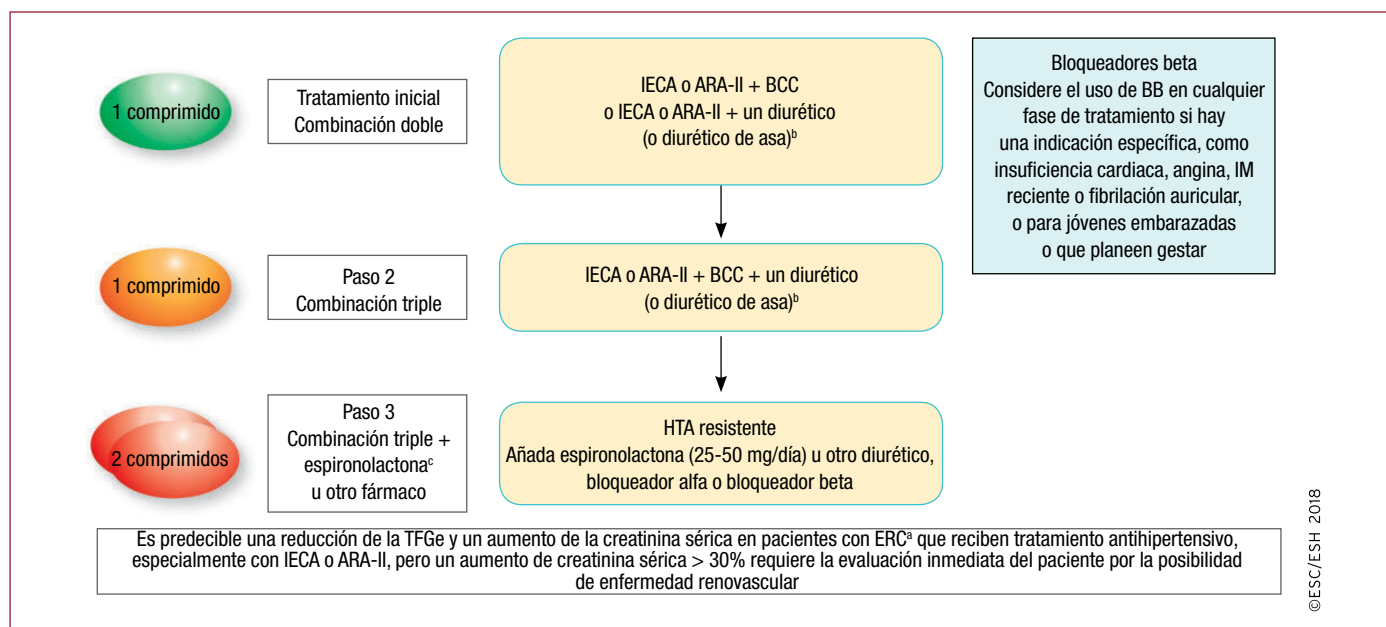 1 comprimido
Tratamiento inicial
Combinación doble
IECA o ARA-II + BCC
o IECA o ARA-II + un diurético
(o diurético de asa)ᵇ
Bloqueadores beta
Considere el uso de BB en cualquier
fase de tratamiento si hay
una indicación específica, como
insuficiencia cardiaca, angina, IM
reciente o fibrilación auricular,
o para jóvenes embarazadas
o que planeen gestar
1 comprimido
Paso 2
Combinación triple
IECA o ARA-II + BCC + un diurético
(o diurético de asa)ᵇ
2 comprimidos
Paso 3
Combinación triple +
espironolactonaᶜ
u otro fármaco
HTA resistente
Añada espironolactona (25-50 mg/día) u otro diurético,
bloqueador alfa o bloqueador beta
Es predecible una reducción de la TFGe y un aumento de la creatinina sérica en pacientes con ERCᵃ que reciben tratamiento antihipertensivo,
especialmente con IECA o ARA-II, pero un aumento de creatinina sérica > 30% requiere la evaluación inmediata del paciente por la posibilidad
de enfermedad renovascular
©ESC/ESH 2018